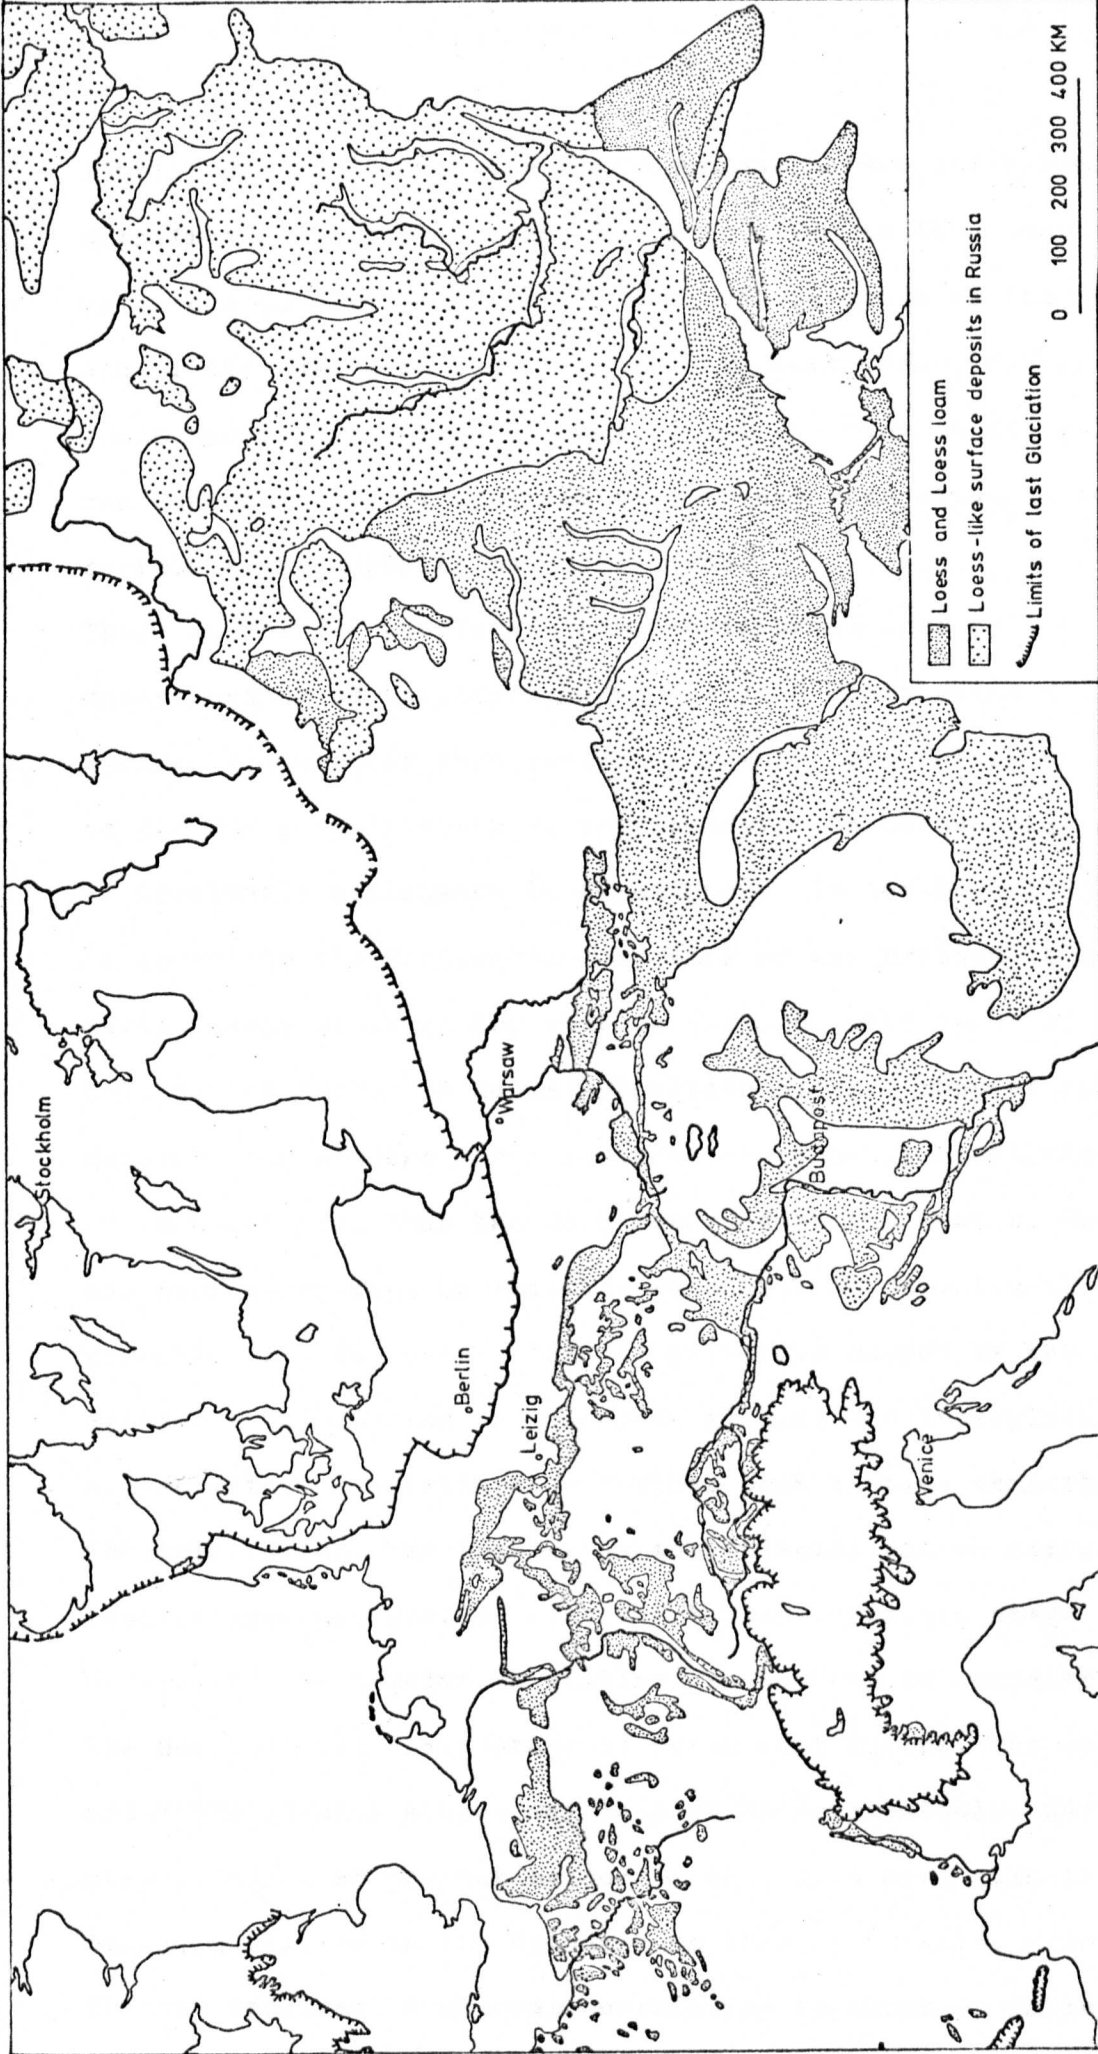 Stockholm
Warsaw
Berlin
Leizig
Budapost
Venice
Loess and Loess loam
Loess-like surface deposits in Russia
Limits of last Glaciation
0 100 200 300 400 KM